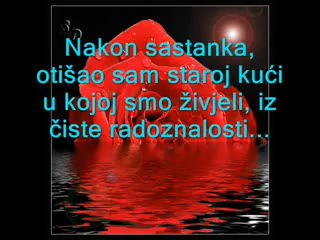 Nakon sastanka,
otišao sam staroj kući
u kojoj smo živjeli, iz
čiste radoznalosti...